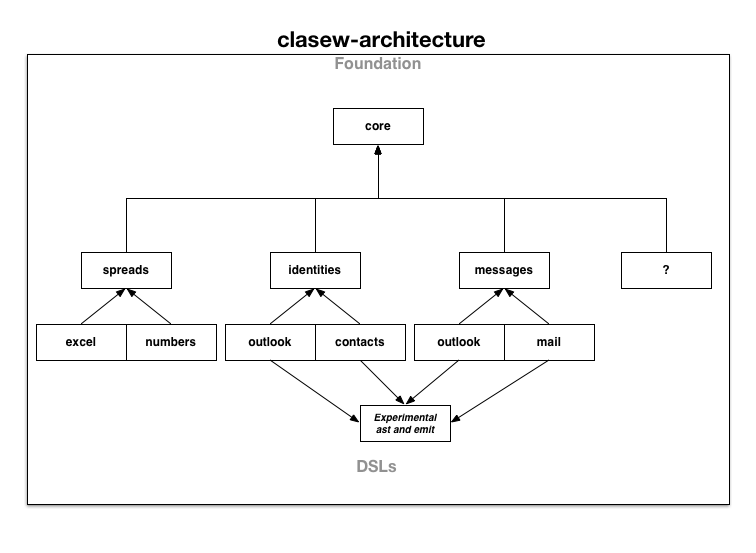 clasew-architecture
Foundation
core
spreads
identities
messages
?
excel
numbers
outlook
contacts
outlook
mail
Experimental
ast and emit
DSLs